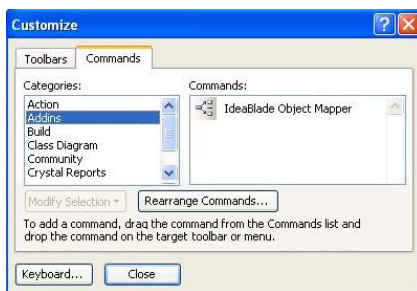 Customize
Toolbars Commands
Categories: Commands:
Action
Addins
Build
Class Diagram
Community
Crystal Reports
IdeaBlade Object Mapper
Modify Selection Rearrange Commands...
To add a command, drag the command from the Commands list and
drop the command on the target toolbar or menu.
Keyboard... Close